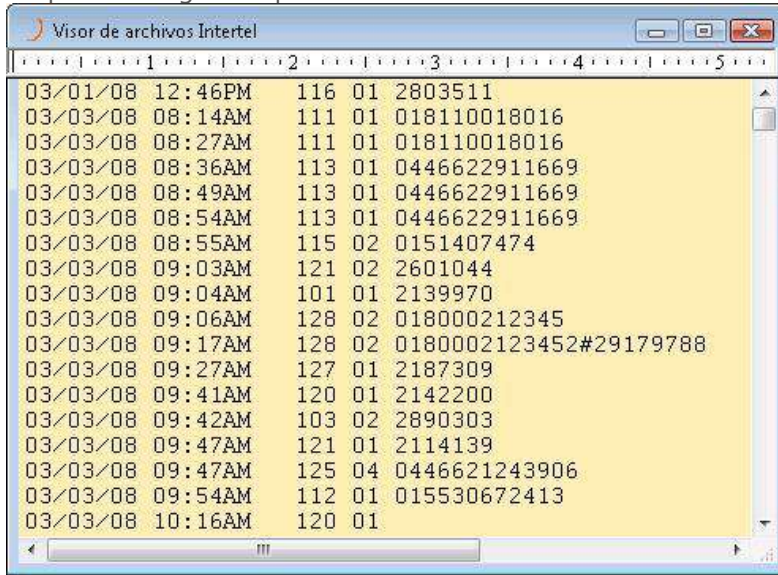 Visor de archivos Intertel
1 2 3 4 5
03/01/08 12:46PM 116 01 2803511
03/03/08 08:14AM 111 01 018110018016
03/03/08 08:27AM 111 01 018110018016
03/03/08 08:36AM 113 01 0446622911669
03/03/08 08:49AM 113 01 0446622911669
03/03/08 08:54AM 113 01 0446622911669
03/03/08 08:55AM 115 02 0151407474
03/03/08 09:03AM 121 02 2601044
03/03/08 09:04AM 101 01 2139970
03/03/08 09:06AM 128 02 018000212345
03/03/08 09:17AM 128 02 0180002123452#29179788
03/03/08 09:27AM 127 01 2187309
03/03/08 09:41AM 120 01 2142200
03/03/08 09:42AM 103 02 2890303
03/03/08 09:47AM 121 01 2114139
03/03/08 09:47AM 125 04 0446621243906
03/03/08 09:54AM 112 01 015530672413
03/03/08 10:16AM 120 01